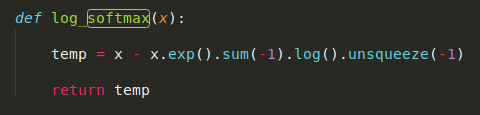 def log_softmax(x):
temp = x - x.exp().sum(-1).log().unsqueeze(-1)
return temp